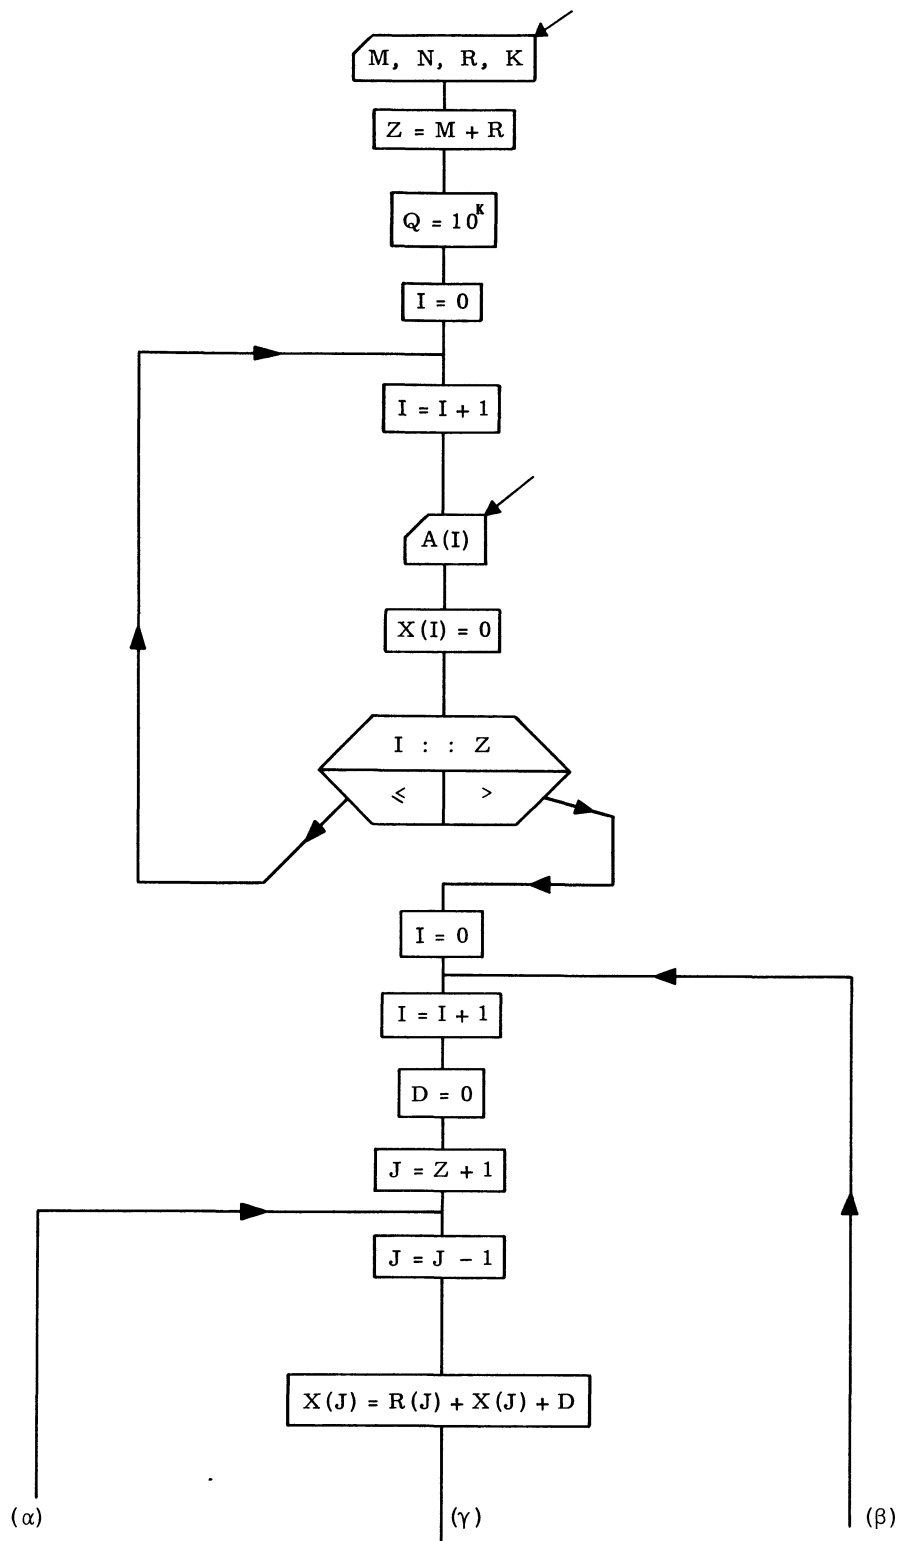 M, N, R, K
Z = M + R
Q = 10^K
I = 0
I = I + 1
A(I)
X(I) = 0
I : : Z
⩽ >
I = 0
I = I + 1
D = 0
J = Z + 1
J = J - 1
X(J) = R(J) + X(J) + D
(α) (γ) (β)